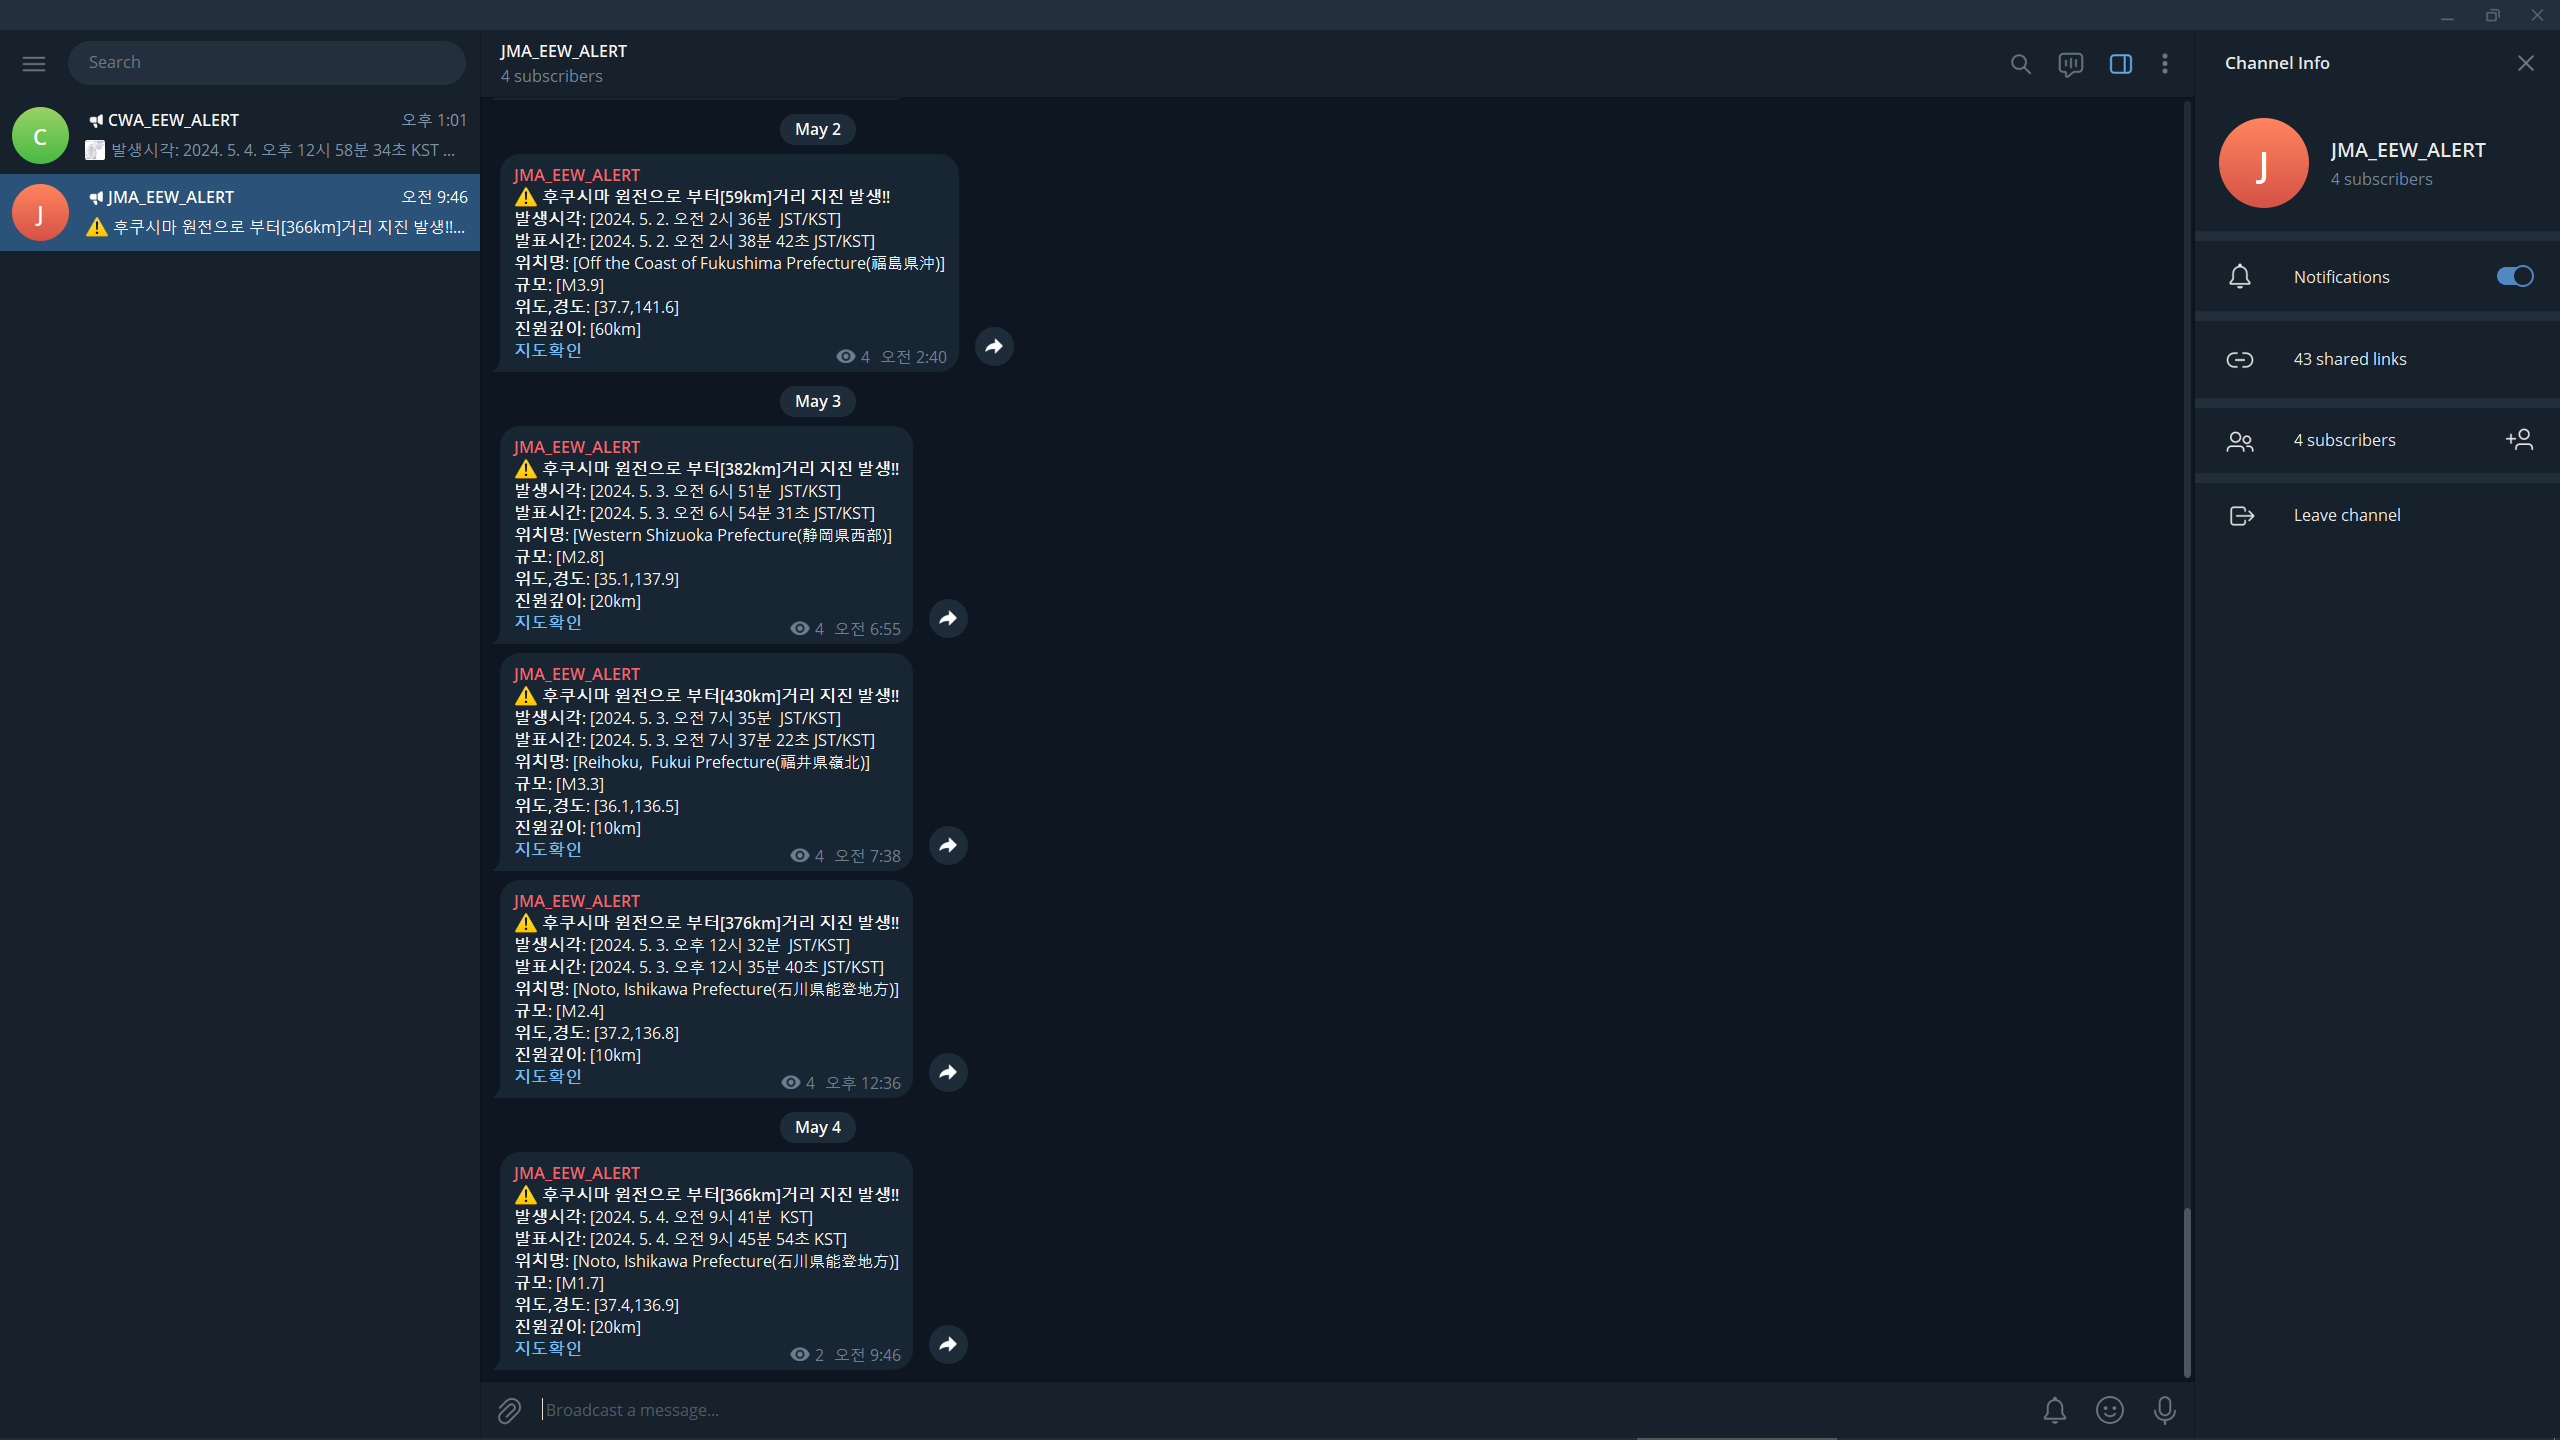 Search
C
CWA_EEW_ALERT
오후 1:01
발생시각: 2024. 5. 4. 오후 12시 58분 34초 KST ...
J
JMA_EEW_ALERT
오전 9:46
후쿠시마 원전으로 부터[366km]거리 지진 발생!!...
JMA_EEW_ALERT
4 subscribers
May 2
JMA_EEW_ALERT
후쿠시마 원전으로 부터[59km]거리 지진 발생!!
발생시각: [2024. 5. 2. 오전 2시 36분  JST/KST]
발표시간: [2024. 5. 2. 오전 2시 38분 42초 JST/KST]
위치명: [Off the Coast of Fukushima Prefecture(福島県沖)]
규모: [M3.9]
위도,경도: [37.7,141.6]
진원깊이: [60km]
지도확인
4 오전 2:40
May 3
JMA_EEW_ALERT
후쿠시마 원전으로 부터[382km]거리 지진 발생!!
발생시각: [2024. 5. 3. 오전 6시 51분  JST/KST]
발표시간: [2024. 5. 3. 오전 6시 54분 31초 JST/KST]
위치명: [Western Shizuoka Prefecture(静岡県西部)]
규모: [M2.8]
위도,경도: [35.1,137.9]
진원깊이: [20km]
지도확인
4 오전 6:55
JMA_EEW_ALERT
후쿠시마 원전으로 부터[430km]거리 지진 발생!!
발생시각: [2024. 5. 3. 오전 7시 35분  JST/KST]
발표시간: [2024. 5. 3. 오전 7시 37분 22초 JST/KST]
위치명: [Reihoku,  Fukui Prefecture(福井県嶺北)]
규모: [M3.3]
위도,경도: [36.1,136.5]
진원깊이: [10km]
지도확인
4 오전 7:38
JMA_EEW_ALERT
후쿠시마 원전으로 부터[376km]거리 지진 발생!!
발생시각: [2024. 5. 3. 오후 12시 32분  JST/KST]
발표시간: [2024. 5. 3. 오후 12시 35분 40초 JST/KST]
위치명: [Noto, Ishikawa Prefecture(石川県能登地方)]
규모: [M2.4]
위도,경도: [37.2,136.8]
진원깊이: [10km]
지도확인
4 오후 12:36
May 4
JMA_EEW_ALERT
후쿠시마 원전으로 부터[366km]거리 지진 발생!!
발생시각: [2024. 5. 4. 오전 9시 41분  KST]
발표시간: [2024. 5. 4. 오전 9시 45분 54초 KST]
위치명: [Noto, Ishikawa Prefecture(石川県能登地方)]
규모: [M1.7]
위도,경도: [37.4,136.9]
진원깊이: [20km]
지도확인
2 오전 9:46
Broadcast a message...
Channel Info
J
JMA_EEW_ALERT
4 subscribers
Notifications
43 shared links
4 subscribers
Leave channel